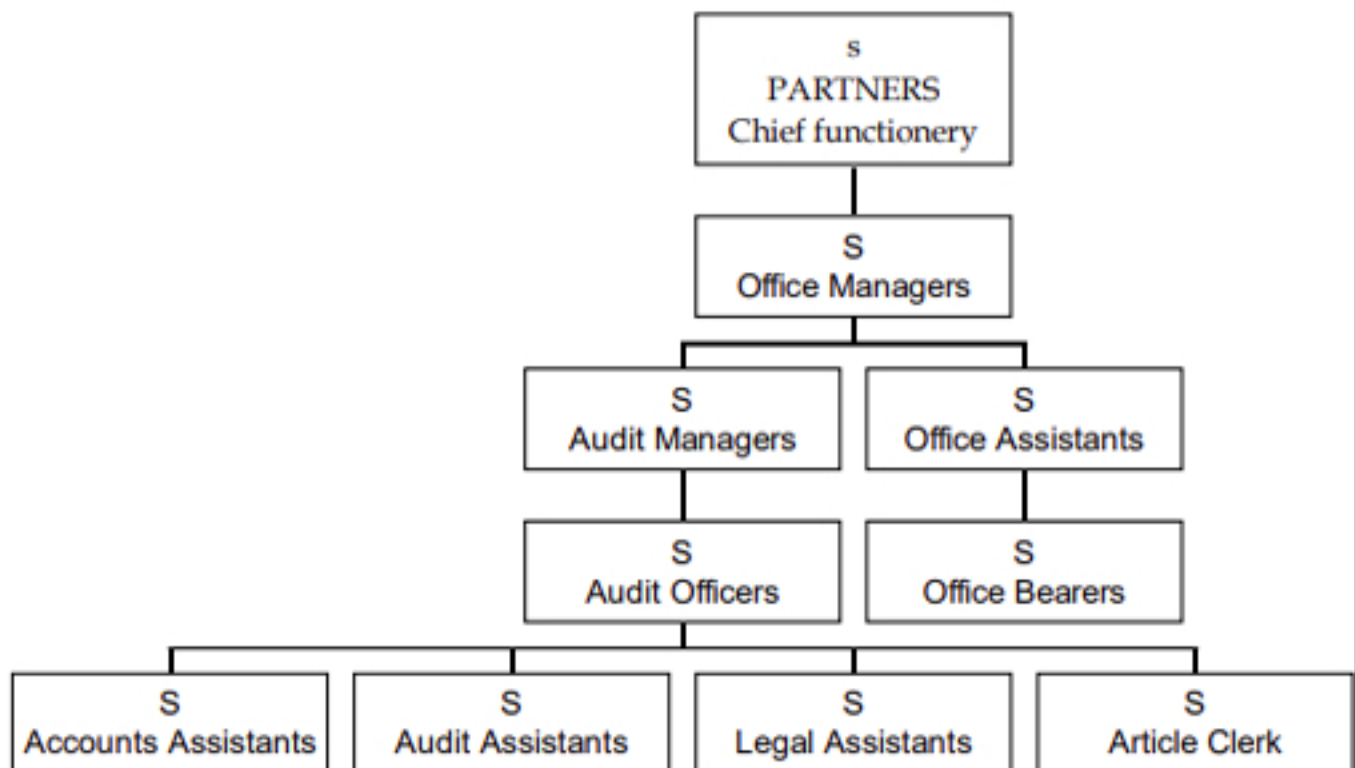 s
PARTNERS
Chief functionery
S
Office Managers
S
Audit Managers
S
Office Assistants
S
Audit Officers
S
Office Bearers
S
Accounts Assistants
S
Audit Assistants
S
Legal Assistants
S
Article Clerk